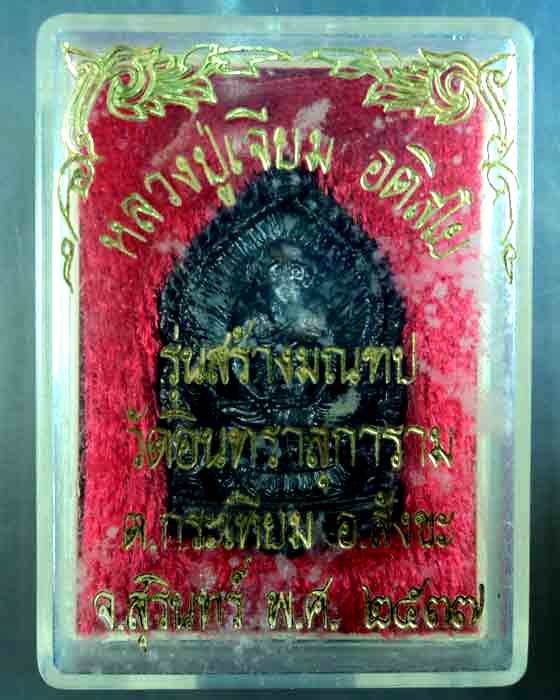 หลวงปู่เจียม อติสโย
รุ่นสร้างมณฑป
วัดอินทราสุการาม
ต.กระเทียม อ.สังขะ
จ.สุรินทร์ พ.ศ. ๒๕๓๗